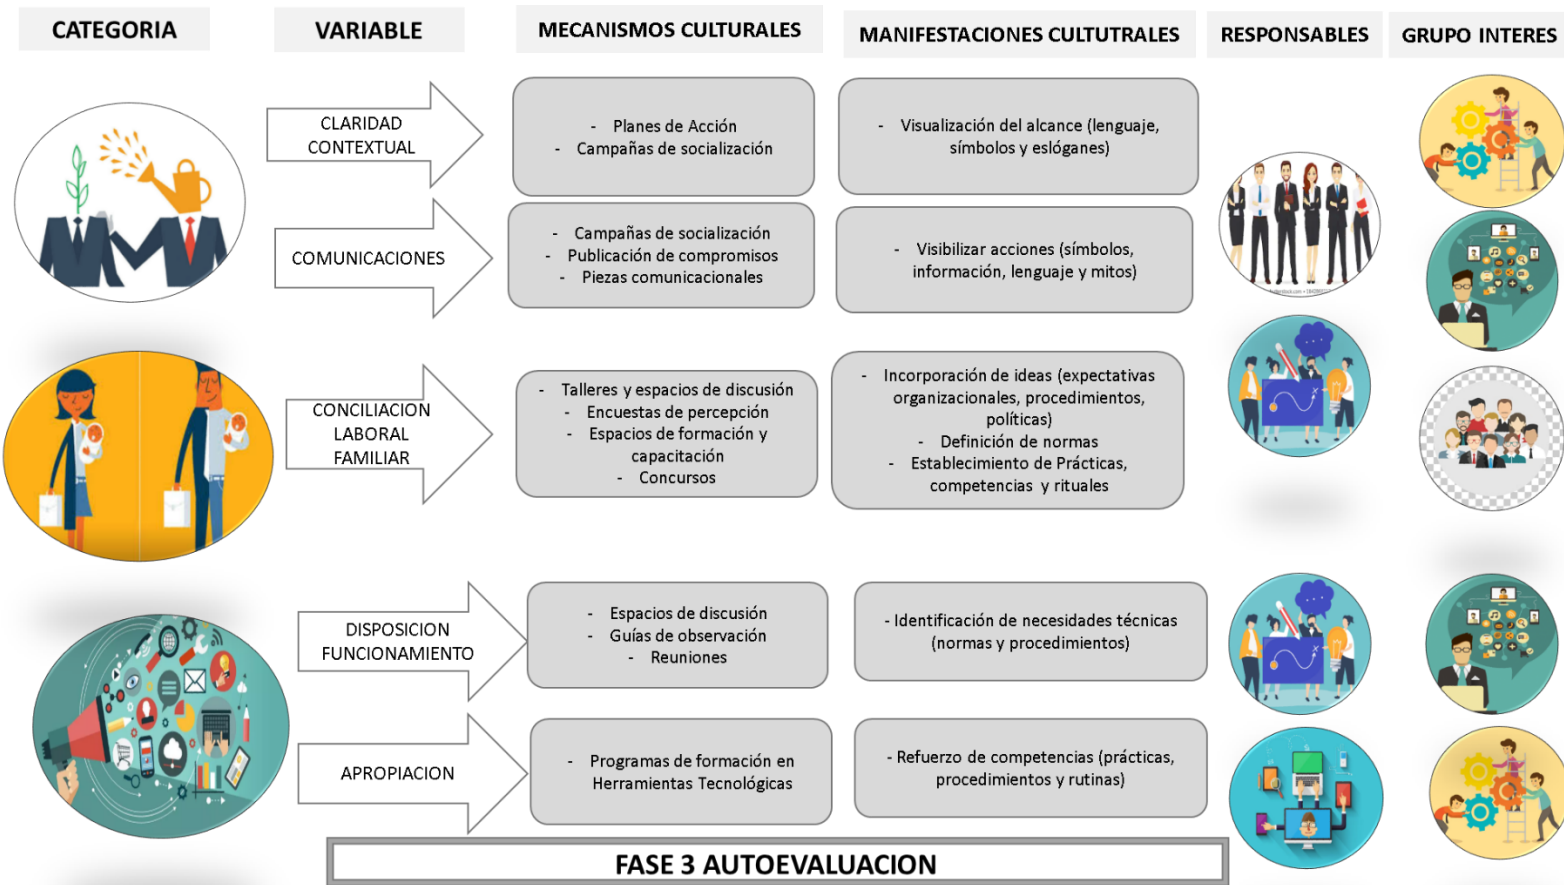 CATEGORIA
VARIABLE
MECANISMOS CULTURALES
MANIFESTACIONES CULTUTRALES
RESPONSABLES
GRUPO INTERES
CLARIDAD
CONTEXTUAL
- Planes de Acción
- Campañas de socialización
- Visualización del alcance (lenguaje,
símbolos y eslóganes)
COMUNICACIONES
- Campañas de socialización
- Publicación de compromisos
- Piezas comunicacionales
- Visibilizar acciones (símbolos,
información, lenguaje y mitos)
CONCILIACION
LABORAL
FAMILIAR
- Talleres y espacios de discusión
- Encuestas de percepción
- Espacios de formación y
capacitación
- Concursos
- Incorporación de ideas (expectativas
organizacionales, procedimientos,
políticas)
- Definición de normas
- Establecimiento de Prácticas,
competencias y rituales
DISPOSICION
FUNCIONAMIENTO
- Espacios de discusión
- Guías de observación
- Reuniones
- Identificación de necesidades técnicas
(normas y procedimientos)
APROPIACION
- Programas de formación en
Herramientas Tecnológicas
- Refuerzo de competencias (prácticas,
procedimientos y rutinas)
FASE 3 AUTOEVALUACION